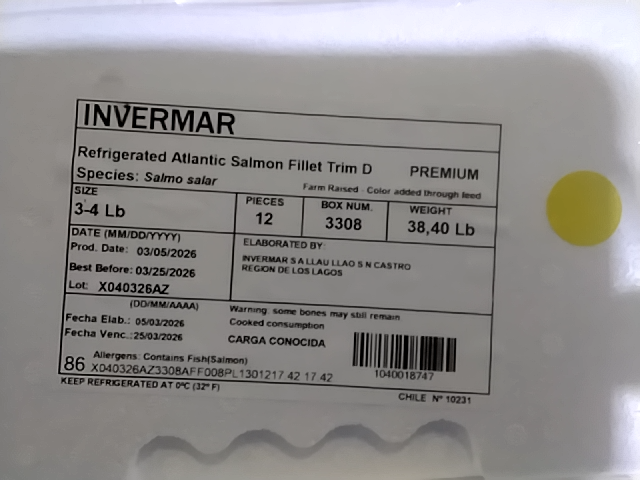 INVERMAR
Refrigerated Atlantic Salmon Fillet Trim D PREMIUM
Species: Salmo salar Farm Raised - Color added through feed
SIZE
3-4 Lb
PIECES
12
BOX NUM.
3308
WEIGHT
38,40 Lb
DATE (MM/DD/YYYY)
Prod. Date: 03/05/2026
Best Before: 03/25/2026
Lot: X040326AZ
ELABORATED BY:
INVERMAR S A LLAU LLAO S N CASTRO
REGION DE LOS LAGOS
(DD/MM/AAAA)
Fecha Elab.: 05/03/2026
Fecha Venc.: 25/03/2026
Warning: some bones may still remain
Cooked consumption
CARGA CONOCIDA
1040018747
Allergens: Contains Fish(Salmon)
86 X040326AZ3308AFF008PL1301217.42 17.42
KEEP REFRIGERATED AT 0ºC (32º F)
CHILE Nº 10231